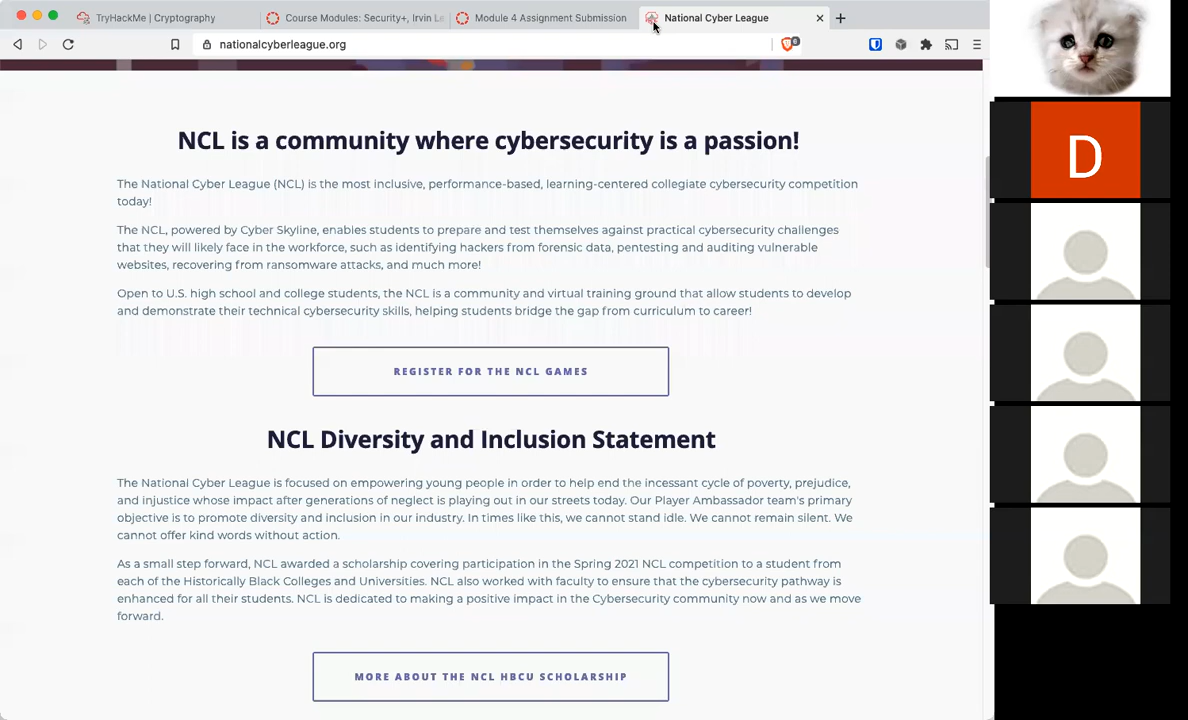 TryHackMe | Cryptography
Course Modules: Security+, Irvin Le
Module 4 Assignment Submission
National Cyber League
nationalcyberleague.org
NCL is a community where cybersecurity is a passion!
The National Cyber League (NCL) is the most inclusive, performance-based, learning-centered collegiate cybersecurity competition
today!
The NCL, powered by Cyber Skyline, enables students to prepare and test themselves against practical cybersecurity challenges
that they will likely face in the workforce, such as identifying hackers from forensic data, pentesting and auditing vulnerable
websites, recovering from ransomware attacks, and much more!
Open to U.S. high school and college students, the NCL is a community and virtual training ground that allow students to develop
and demonstrate their technical cybersecurity skills, helping students bridge the gap from curriculum to career!
REGISTER FOR THE NCL GAMES
NCL Diversity and Inclusion Statement
The National Cyber League is focused on empowering young people in order to help end the incessant cycle of poverty, prejudice,
and injustice whose impact after generations of neglect is playing out in our streets today. Our Player Ambassador team's primary
objective is to promote diversity and inclusion in our industry. In times like this, we cannot stand idle. We cannot remain silent. We
cannot offer kind words without action.
As a small step forward, NCL awarded a scholarship covering participation in the Spring 2021 NCL competition to a student from
each of the Historically Black Colleges and Universities. NCL also worked with faculty to ensure that the cybersecurity pathway is
enhanced for all their students. NCL is dedicated to making a positive impact in the Cybersecurity community now and as we move
forward.
MORE ABOUT THE NCL HBCU SCHOLARSHIP
D